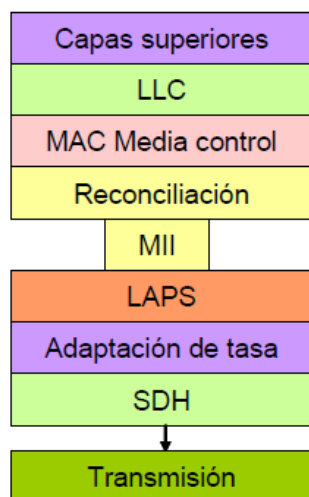 Capas superiores
LLC
MAC Media control
Reconciliación
MII
LAPS
Adaptación de tasa
SDH
Transmisión